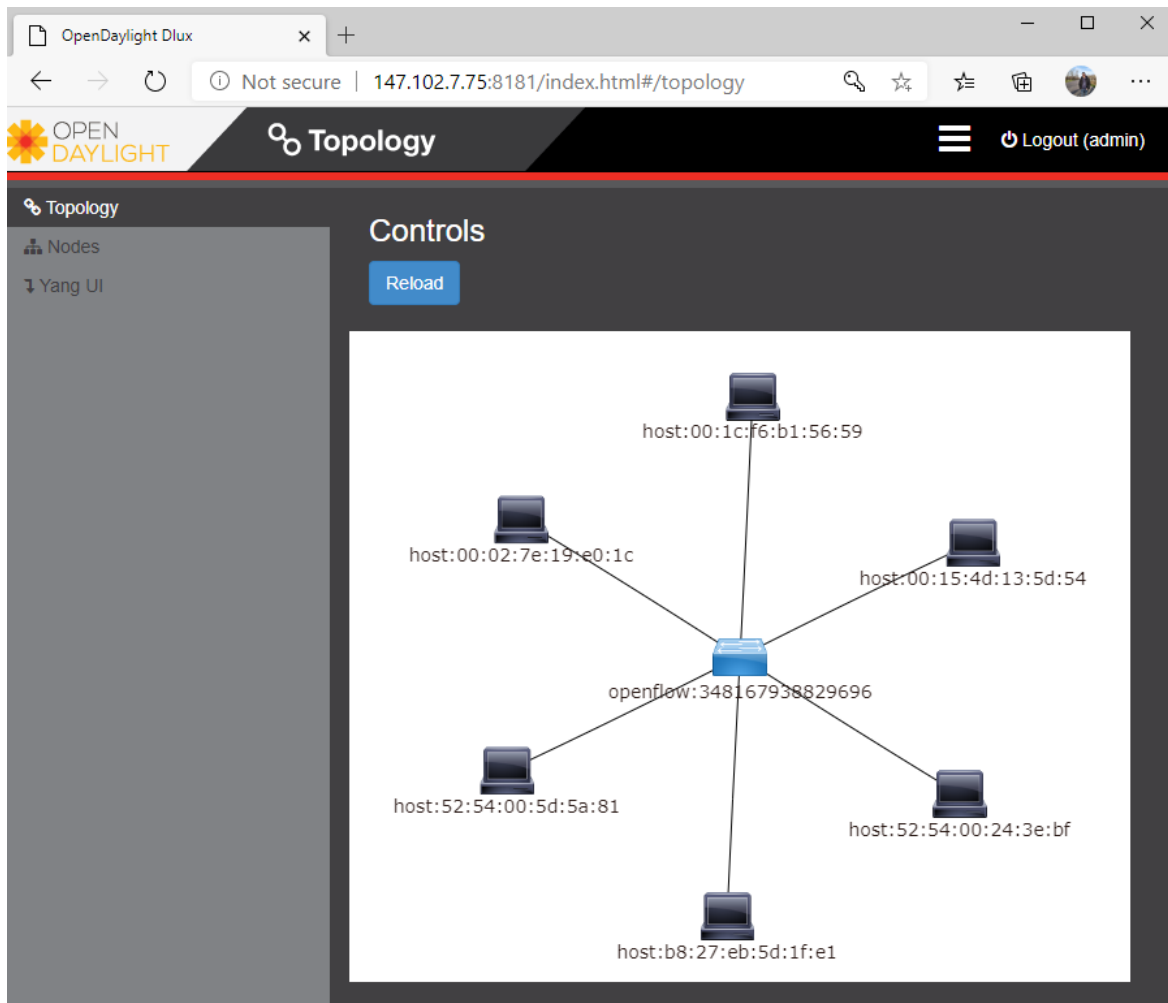 OpenDaylight Dlux
Not secure | 147.102.7.75:8181/index.html#/topology
OPEN
DAYLIGHT
Topology
Logout (admin)
Topology
Nodes
Yang UI
Controls
Reload
host:00:1c:f6:b1:56:59
host:00:02:7e:19:e0:1c
host:00:15:4d:13:5d:54
openflow:348167938829696
host:52:54:00:5d:5a:81
host:52:54:00:24:3e:bf
host:b8:27:eb:5d:1f:e1